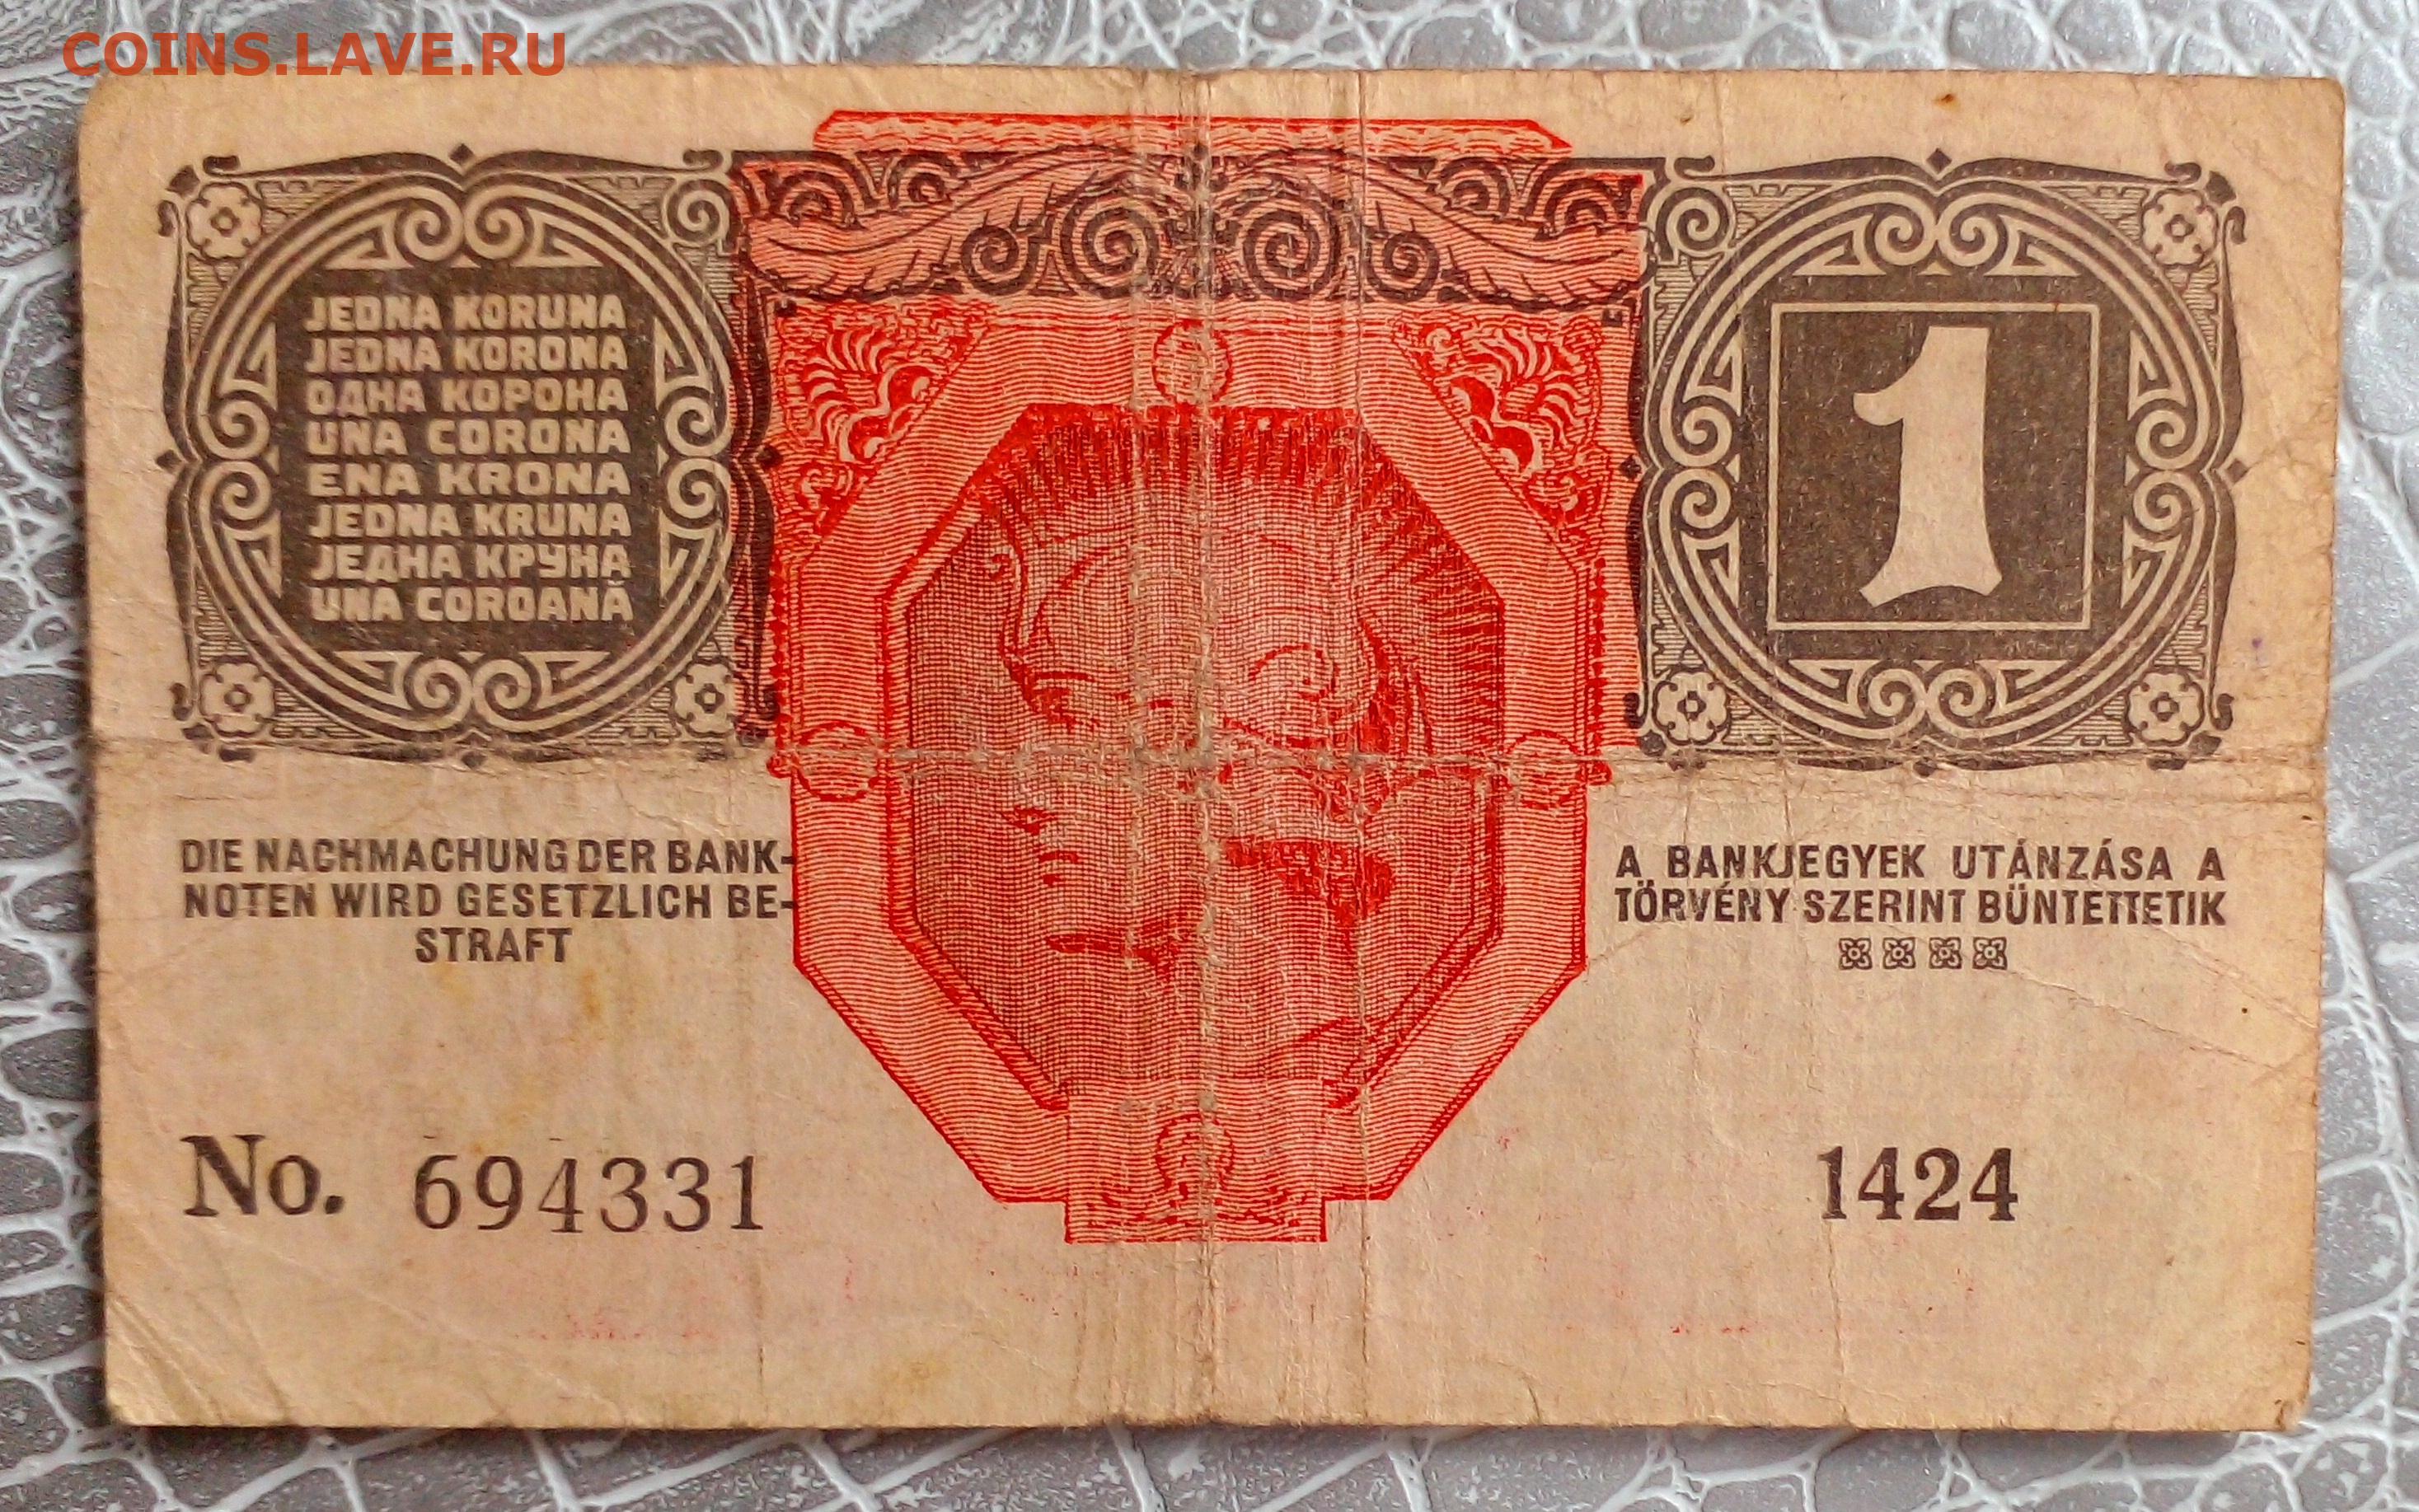 COINS.LAVE.RU
JEDNA KORUNA
JEDNA KORONA
ОДНА КОРОНА
UNA CORONA
ENA KRONA
JEDNA KRUNA
ЈЕДНА КРУНА
UNA COROANĂ
1
DIE NACHMACHUNG DER BANK-
NOTEN WIRD GESETZLICH BE-
STRAFT
A BANKJEGYEK UTÁNZÁSA A
TÖRVÉNY SZERINT BÜNTETTETIK
No. 694331
1424